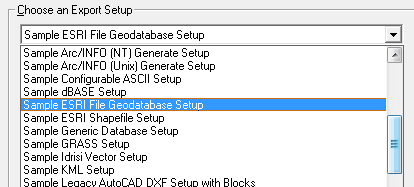 Choose an Export Setup
Sample ESRI File Geodatabase Setup
Sample Arc/INFO (NT) Generate Setup
Sample Arc/INFO (Unix) Generate Setup
Sample Configurable ASCII Setup
Sample dBASE Setup
Sample ESRI File Geodatabase Setup
Sample ESRI Shapefile Setup
Sample Generic Database Setup
Sample GRASS Setup
Sample Idrisi Vector Setup
Sample KML Setup
Sample Legacy AutoCAD DXF Setup with Blocks